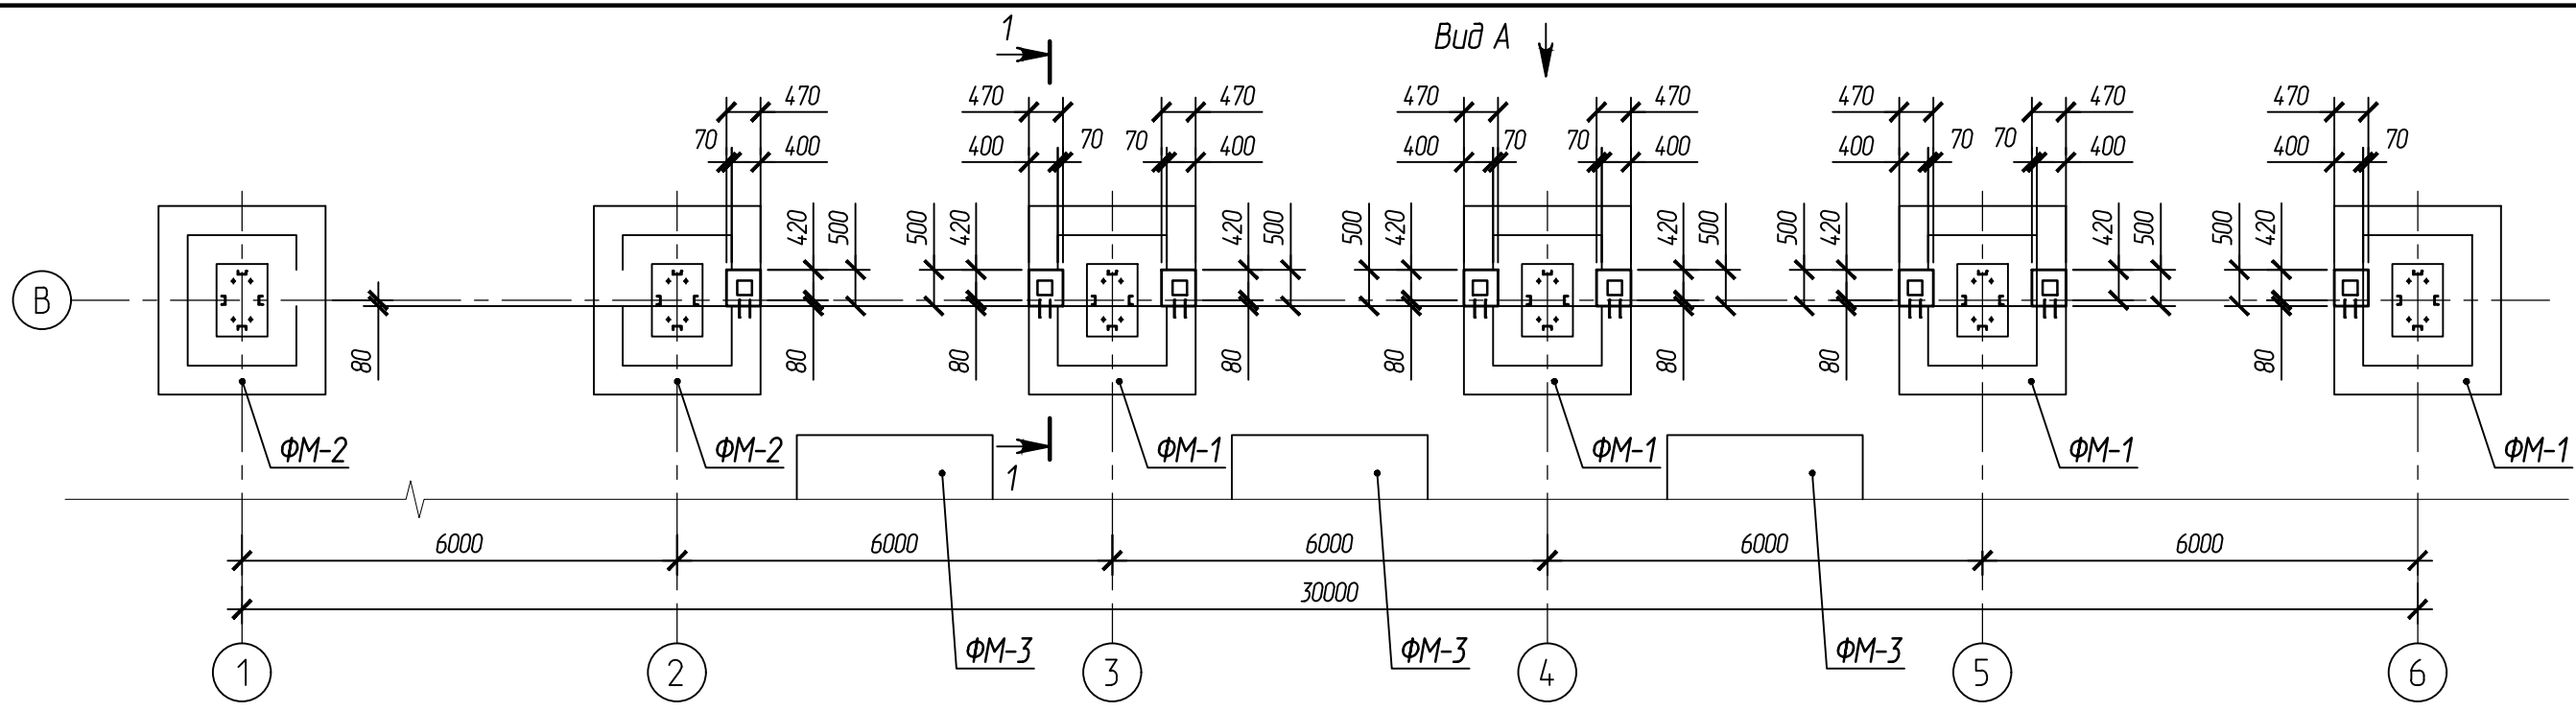 1 Вид А
470 470 470 470 470 470 470 470 470
70 400 400 70 70 400 400 70 70 400 400 70 70 400 400 70
420 500 500 420 420 500 500 420 420 500 500 420 420 500 500 420
В
80 80 80 80 80 80 80 80 80
ФМ-2 ФМ-2 ФМ-1 ФМ-1 ФМ-1 ФМ-1
1
6000 6000 6000 6000 6000
30000
ФМ-3 ФМ-3 ФМ-3
1 2 3 4 5 6